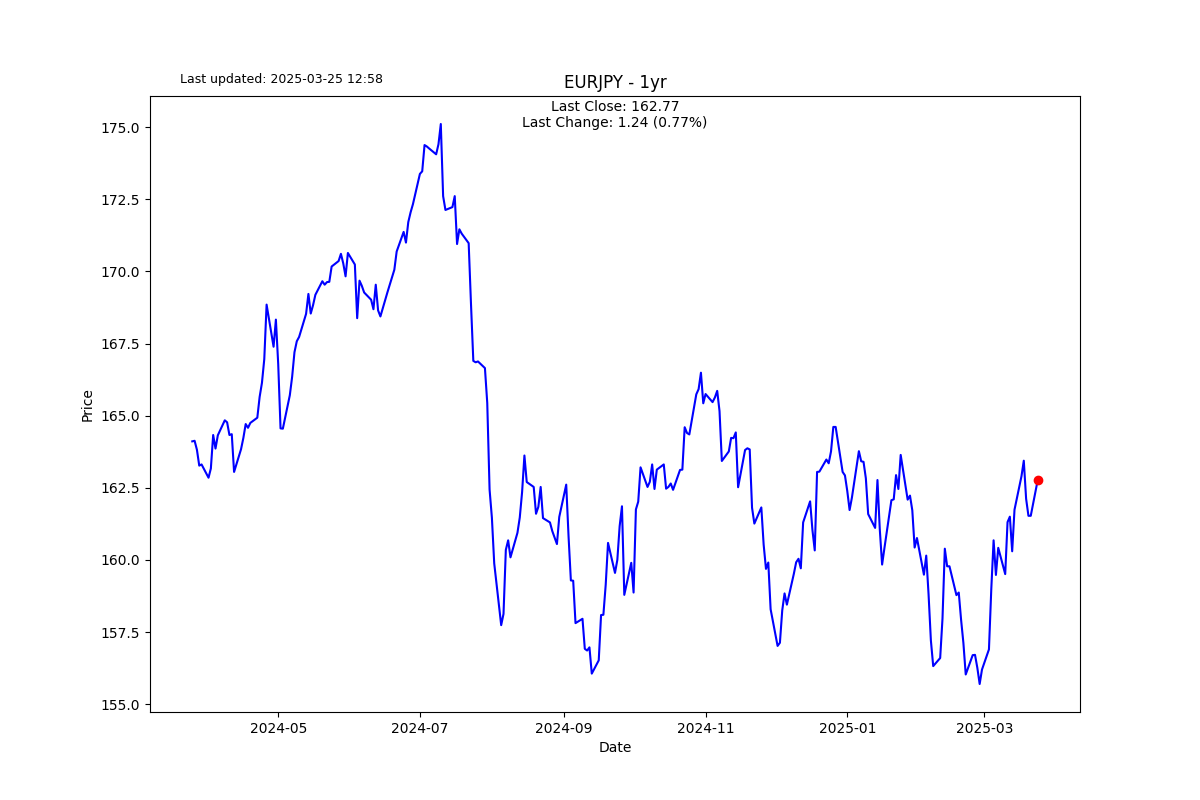 Last updated: 2025-03-25 12:58
EURJPY - 1yr
Last Close: 162.77
Last Change: 1.24 (0.77%)
175.0
172.5
170.0
167.5
165.0
162.5
160.0
157.5
155.0
Price
2024-05
2024-07
2024-09
2024-11
2025-01
2025-03
Date